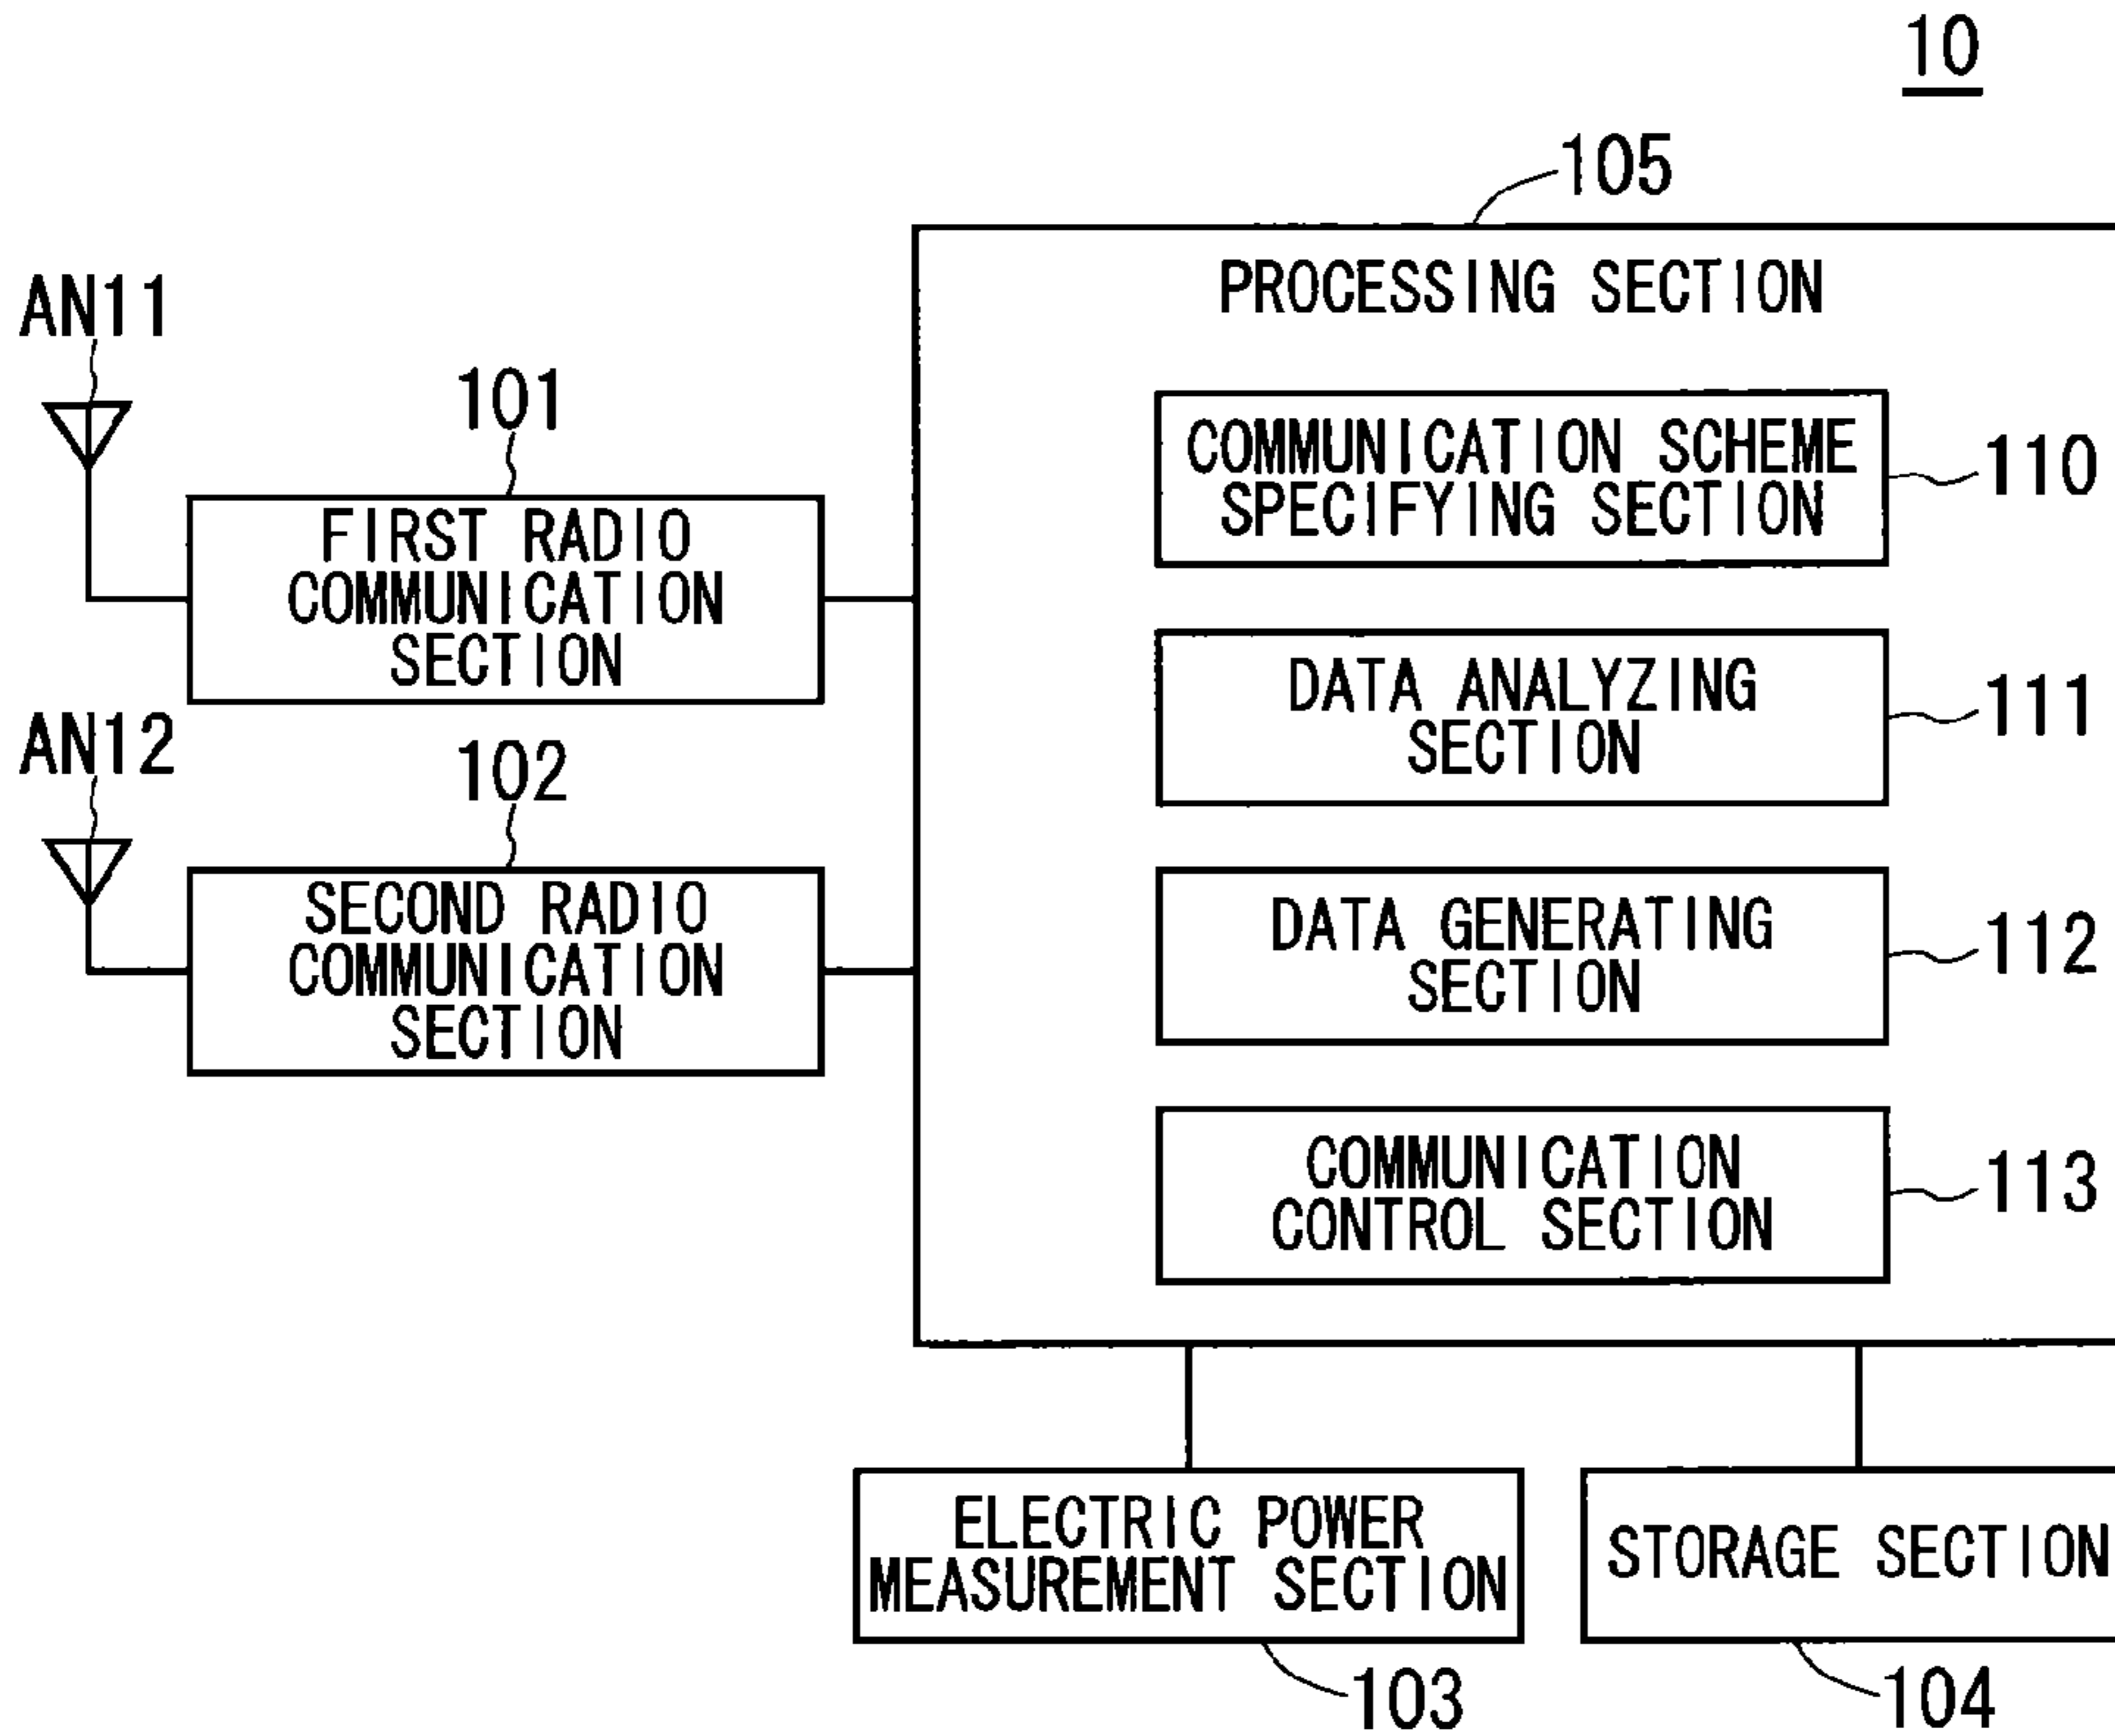 10
105
PROCESSING SECTION
AN11
101
FIRST RADIO
COMMUNICATION
SECTION
COMMUNICATION SCHEME
SPECIFYING SECTION
110
DATA ANALYZING
SECTION
111
AN12
102
SECOND RADIO
COMMUNICATION
SECTION
DATA GENERATING
SECTION
112
COMMUNICATION
CONTROL SECTION
113
ELECTRIC POWER
MEASUREMENT SECTION
103
STORAGE SECTION
104